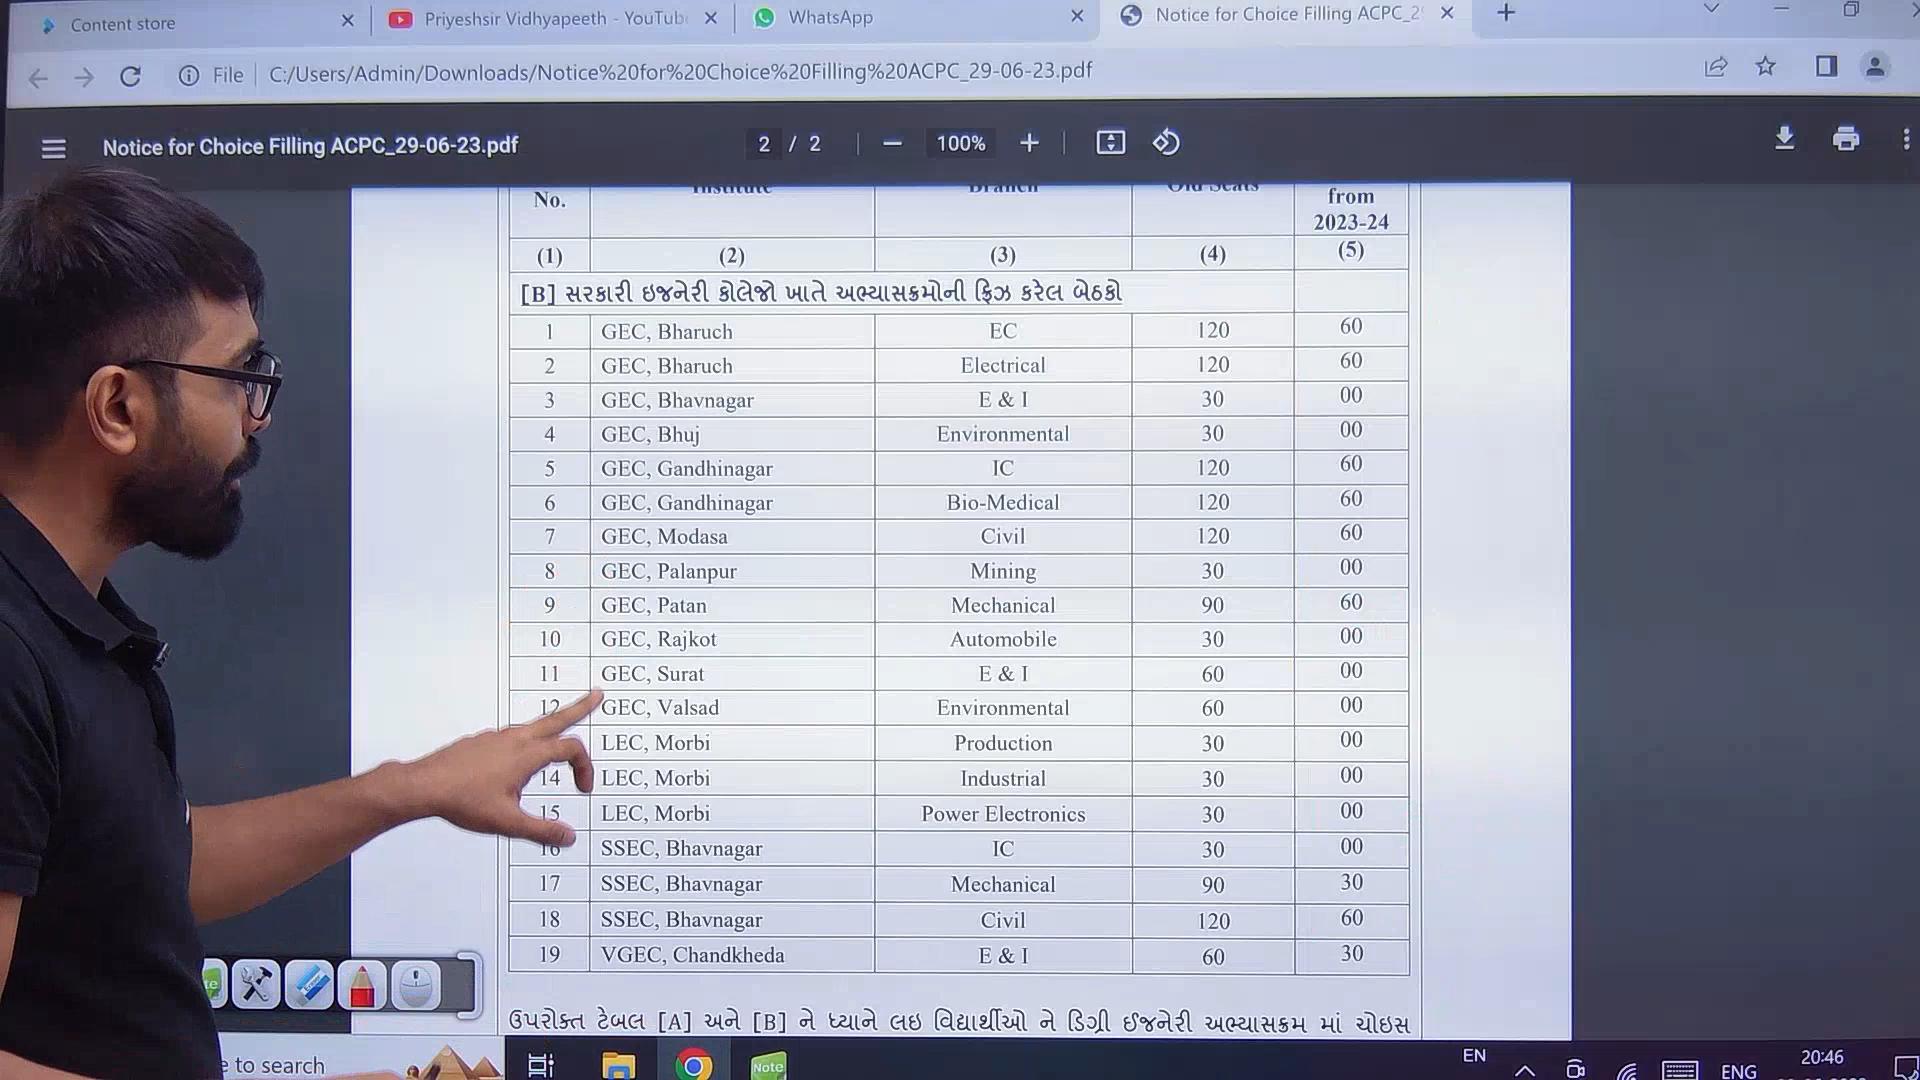 Content store
Priyeshsir Vidhyapeeth - YouTub
WhatsApp
Notice for Choice Filling ACPC_2
File C:/Users/Admin/Downloads/Notice%20for%20Choice%20Filling%20ACPC_29-06-23.pdf
Notice for Choice Filling ACPC_29-06-23.pdf 2 / 2 100%
No. Institute Branch Old Seats from 2023-24
(1) (2) (3) (4) (5)
[B] સરકારી ઇજનેરી કોલેજો ખાતે અભ્યાસક્રમોની ફ્રિઝ કરેલ બેઠકો
1 GEC, Bharuch EC 120 60
2 GEC, Bharuch Electrical 120 60
3 GEC, Bhavnagar E & I 30 00
4 GEC, Bhuj Environmental 30 00
5 GEC, Gandhinagar IC 120 60
6 GEC, Gandhinagar Bio-Medical 120 60
7 GEC, Modasa Civil 120 60
8 GEC, Palanpur Mining 30 00
9 GEC, Patan Mechanical 90 60
10 GEC, Rajkot Automobile 30 00
11 GEC, Surat E & I 60 00
12 GEC, Valsad Environmental 60 00
LEC, Morbi Production 30 00
14 LEC, Morbi Industrial 30 00
15 LEC, Morbi Power Electronics 30 00
16 SSEC, Bhavnagar IC 30 00
17 SSEC, Bhavnagar Mechanical 90 30
18 SSEC, Bhavnagar Civil 120 60
19 VGEC, Chandkheda E & I 60 30
ઉપરોક્ત ટેબલ [A] અને [B] ને ધ્યાને લઇ વિદ્યાર્થીઓ ને ડિગ્રી ઈજનેરી અભ્યાસક્રમ માં ચોઇસ
e to search
Note
EN
ENG
20:46